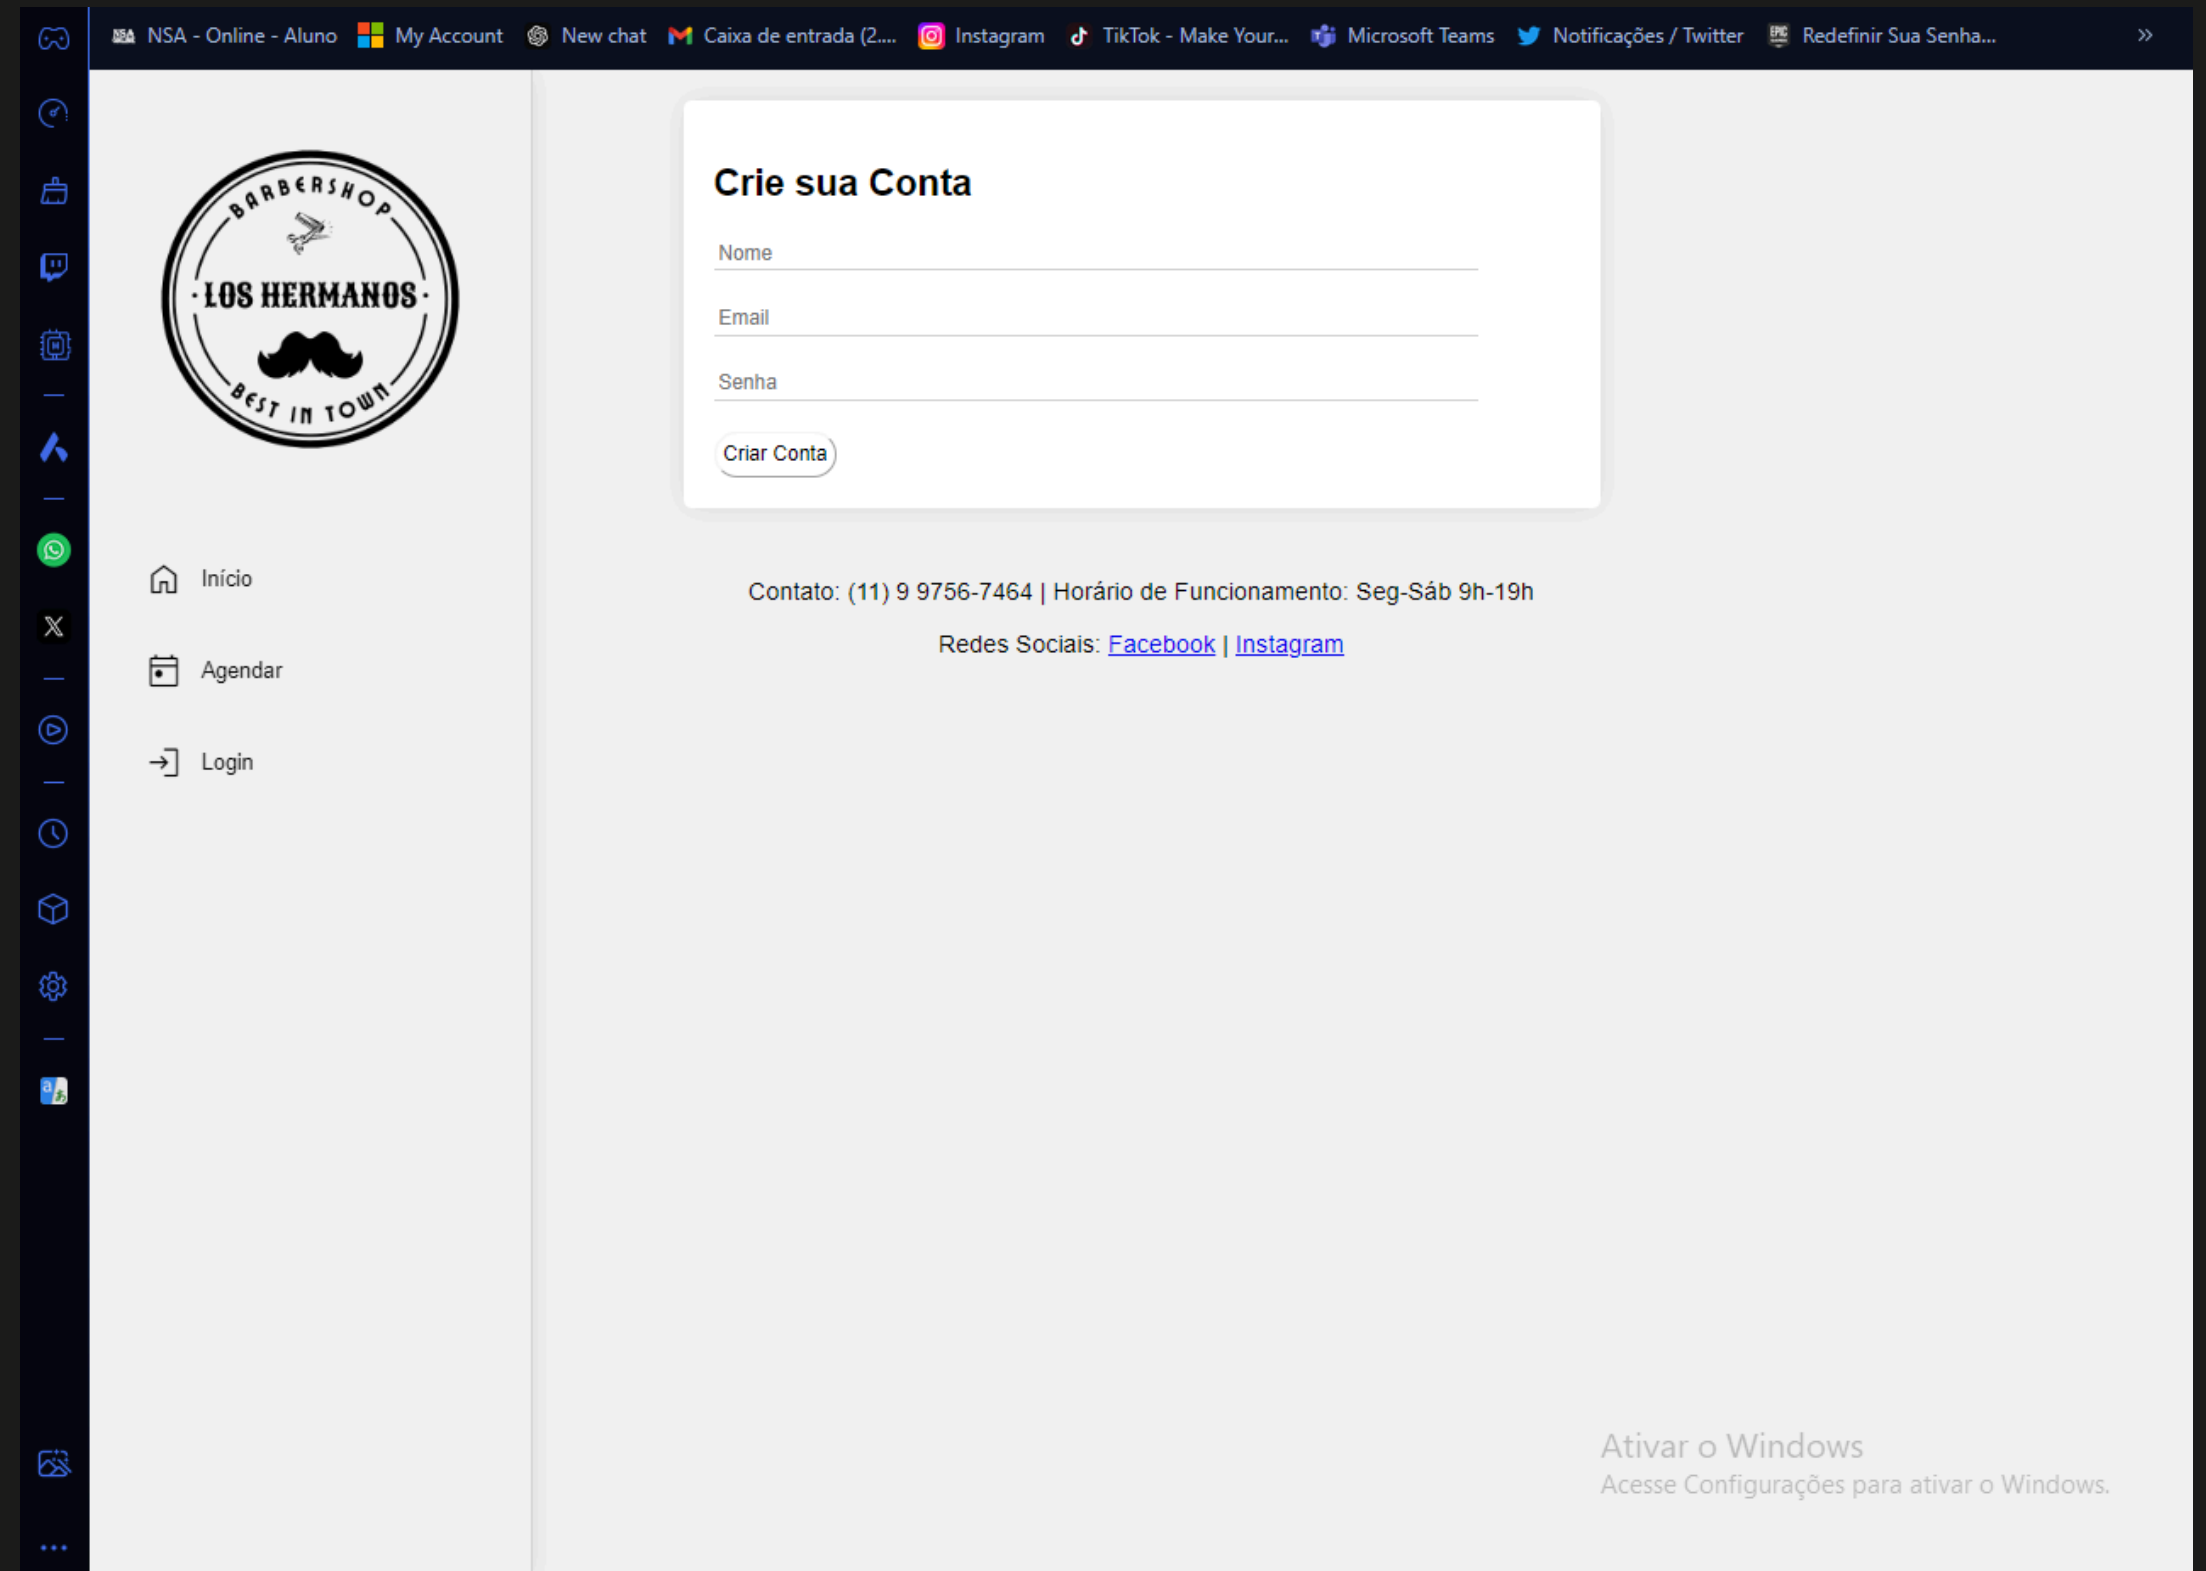 NSA - Online - Aluno My Account New chat Caixa de entrada (2.... Instagram TikTok - Make Your... Microsoft Teams Notificações / Twitter Redefinir Sua Senha...
BARBERSHOP
· LOS HERMANOS ·
BEST IN TOWN
Início
Agendar
Login
Crie sua Conta
Nome
Email
Senha
Criar Conta
Contato: (11) 9 9756-7464 | Horário de Funcionamento: Seg-Sáb 9h-19h
Redes Sociais: Facebook | Instagram
Ativar o Windows
Acesse Configurações para ativar o Windows.